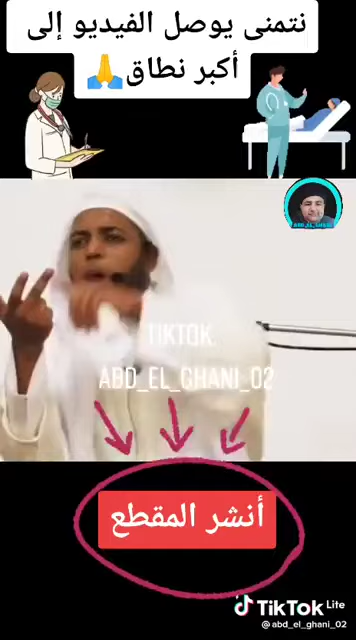 نتمنى يوصل الفيديو إلى
أكبر نطاق🙏
TIKTOK
ABD_EL_GHANI_02
أنشر المقطع
TikTok Lite
@abd_el_ghani_02